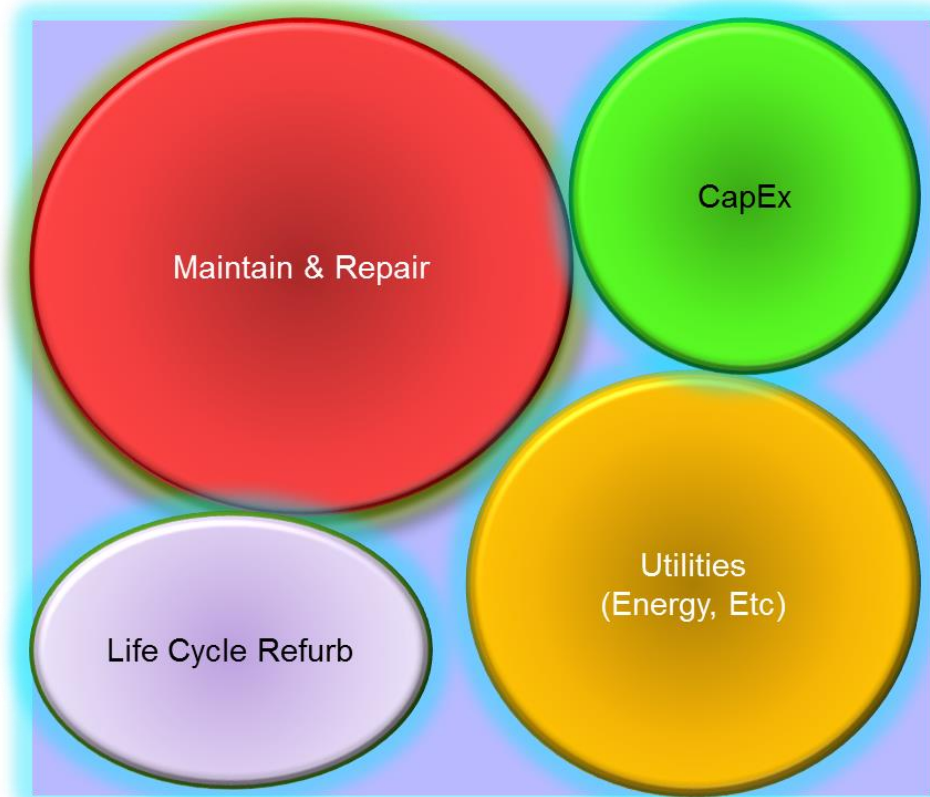 CapEx
Maintain & Repair
Utilities
(Energy, Etc)
Life Cycle Refurb